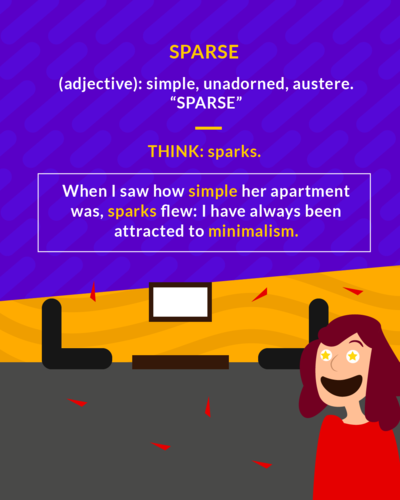 SPARSE
(adjective): simple, unadorned, austere.
“SPARSE”
THINK: sparks.
When I saw how simple her apartment
was, sparks flew: I have always been
attracted to minimalism.